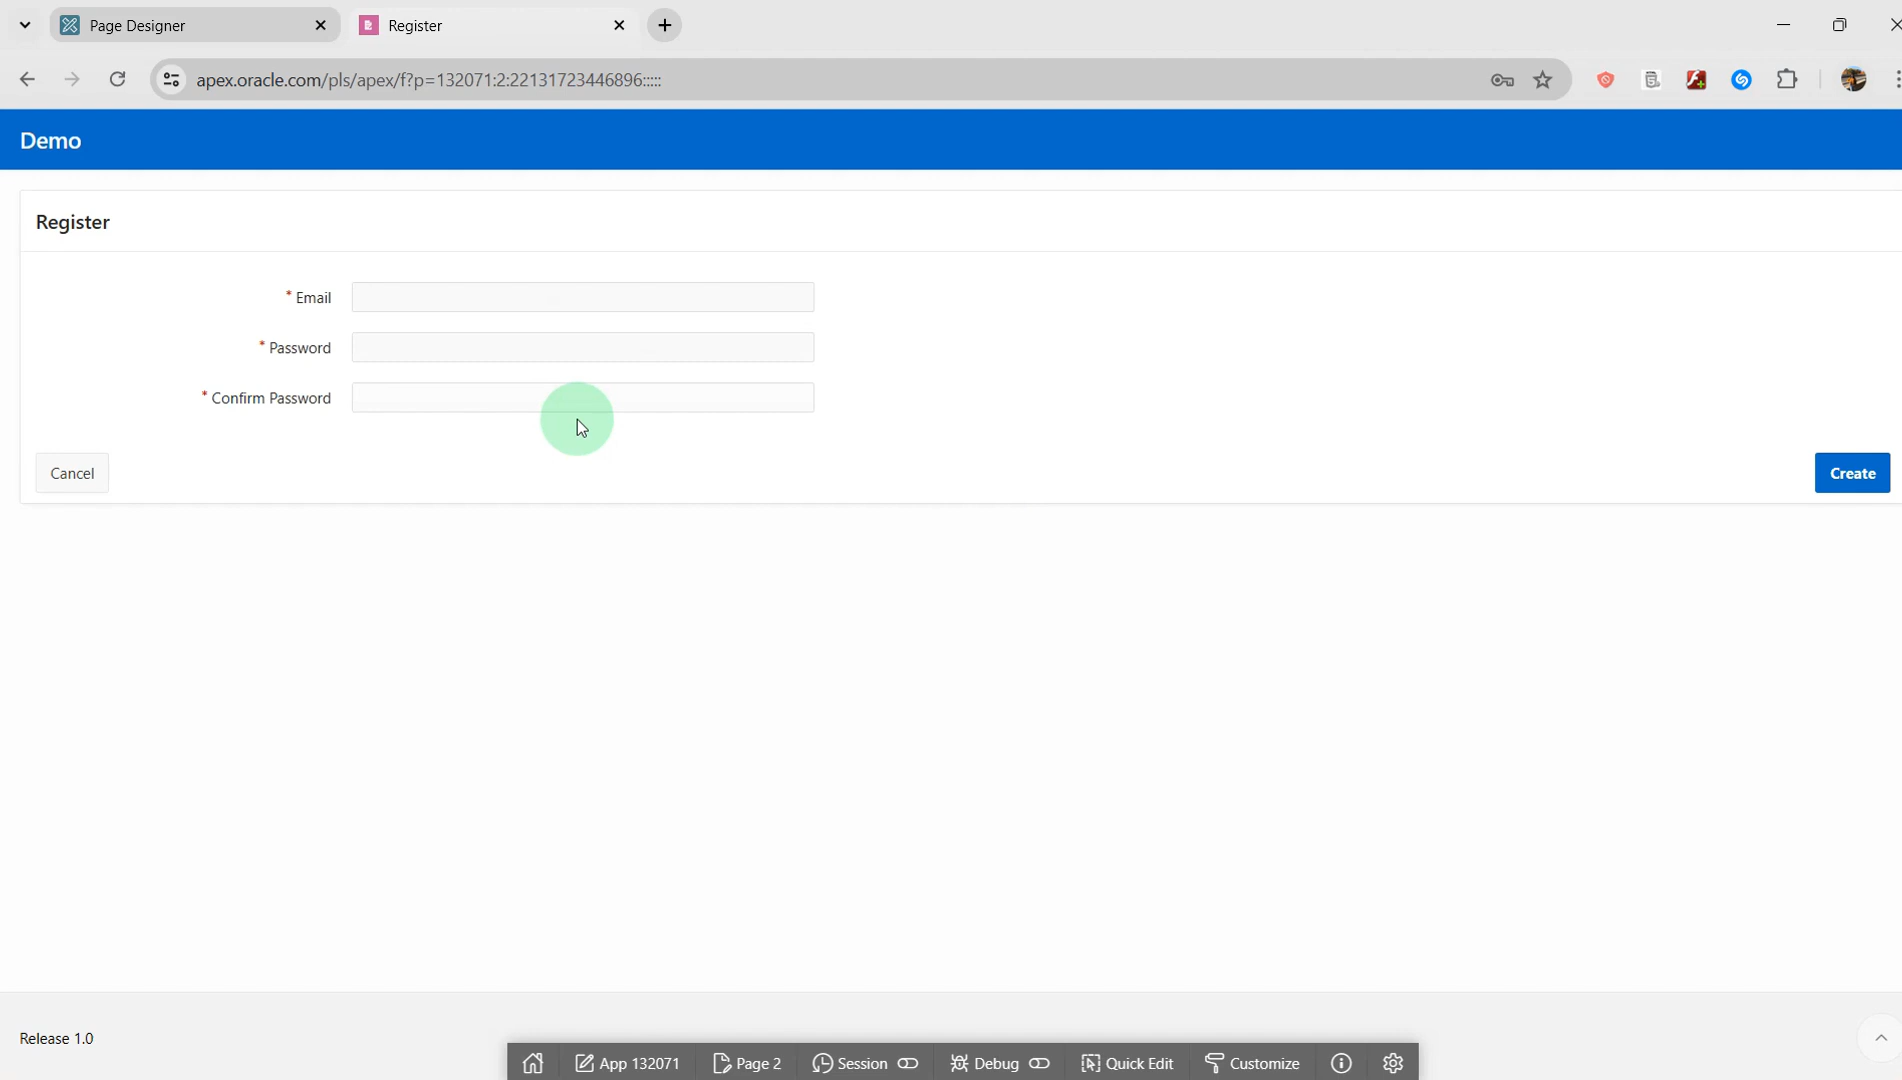 Page Designer
Register
apex.oracle.com/pls/apex/f?p=132071:2:22131723446896:::::
Demo
Register
* Email
* Password
* Confirm Password
Cancel
Create
Release 1.0
App 132071
Page 2
Session
Debug
Quick Edit
Customize